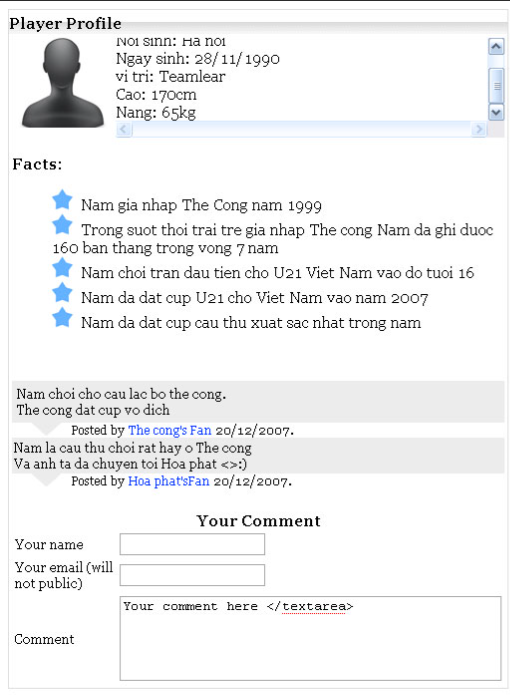 Player Profile
Noi sinh: Ha noi
Ngay sinh: 28/11/1990
vi tri: Teamlear
Cao: 170cm
Nang: 65kg
Facts:
Nam gia nhap The Cong nam 1999
Trong suot thoi trai tre gia nhap The cong Nam da ghi duoc
160 ban thang trong vong 7 nam
Nam choi tran dau tien cho U21 Viet Nam vao do tuoi 16
Nam da dat cup U21 cho Viet Nam vao nam 2007
Nam da dat cup cau thu xuat sac nhat trong nam
Nam choi cho cau lac bo the cong.
The cong dat cup vo dich
Posted by The cong's Fan 20/12/2007.
Nam la cau thu choi rat hay o The cong
Va anh ta da chuyen toi Hoa phat <>:)
Posted by Hoa phat'sFan 20/12/2007.
Your Comment
Your name
Your email (will
not public)
Your comment here </textarea>
Comment